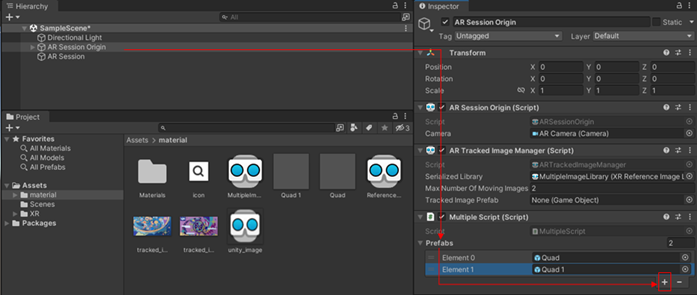 Hierarchy
All
SampleScene*
Directional Light
AR Session Origin
AR Session
Project
3
Favorites
All Materials
All Models
All Prefabs
Assets
material
Scenes
XR
Packages
Assets > material
Materials
icon
MultipleIm...
Quad 1
Quad
Reference...
tracked_i...
tracked_i...
unity_image
Inspector
AR Session Origin
Static
Tag Untagged Layer Default
Transform
Position X 0 Y 0 Z 0
Rotation X 0 Y 0 Z 0
Scale X 1 Y 1 Z 1
AR Session Origin (Script)
Script ARSessionOrigin
Camera AR Camera (Camera)
AR Tracked Image Manager (Script)
Script ARTrackedImageManager
Serialized Library MultipleImageLibrary (XR Reference Image L
Max Number Of Moving Images 2
Tracked Image Prefab None (Game Object)
Multiple Script (Script)
Script MultipleScript
Prefabs 2
Element 0 Quad
Element 1 Quad 1
+ −